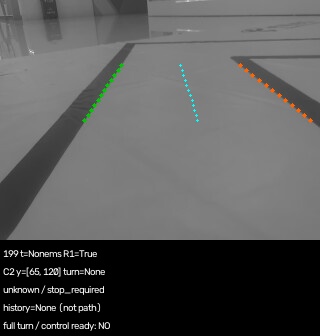 199 t=Nonems R1=True
C2 y=[65, 120] turn=None
unknown / stop_required
history=None (not path)
full turn / control ready: NO